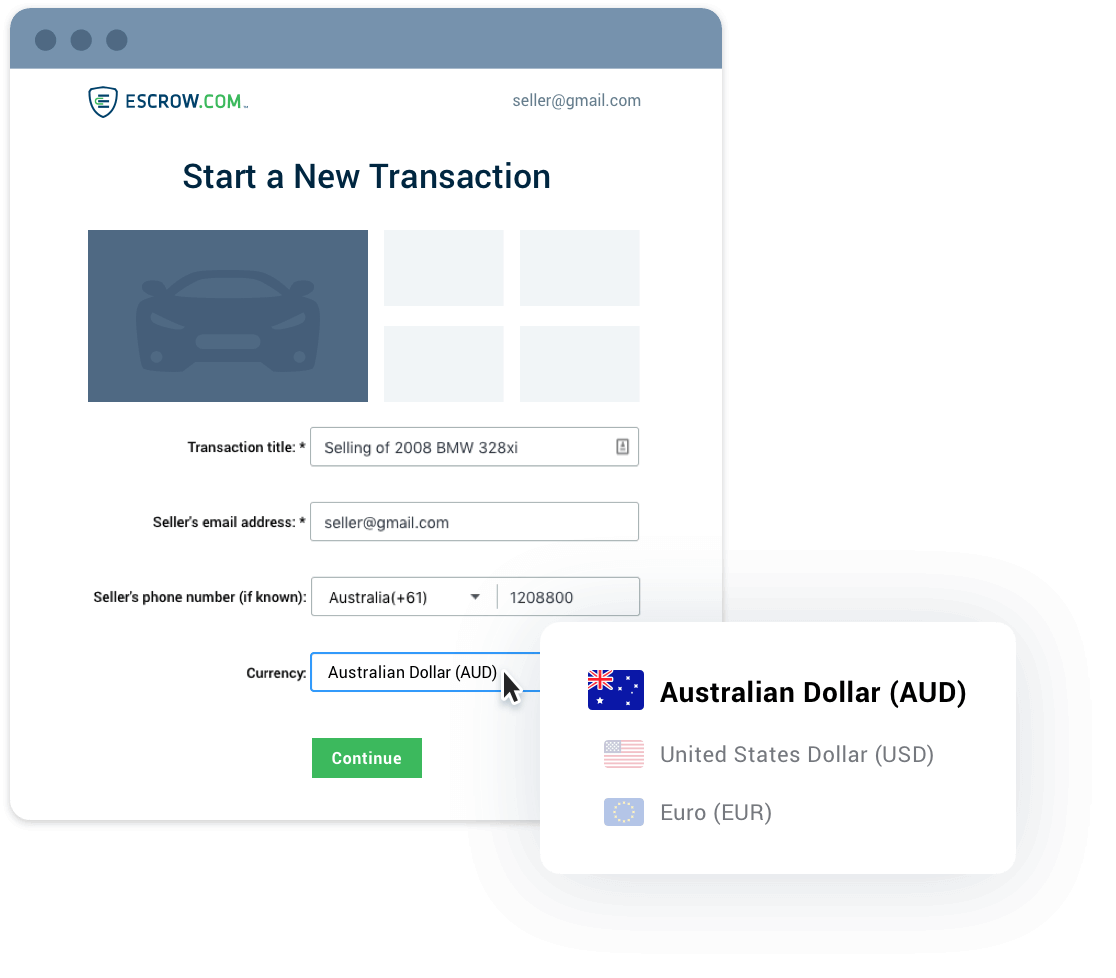 ESCROW.COM
seller@gmail.com
Start a New Transaction
Transaction title: * Selling of 2008 BMW 328xi
Seller's email address: * seller@gmail.com
Seller's phone number (if known): Australia(+61) 1208800
Currency: Australian Dollar (AUD)
Australian Dollar (AUD)
United States Dollar (USD)
Euro (EUR)
Continue